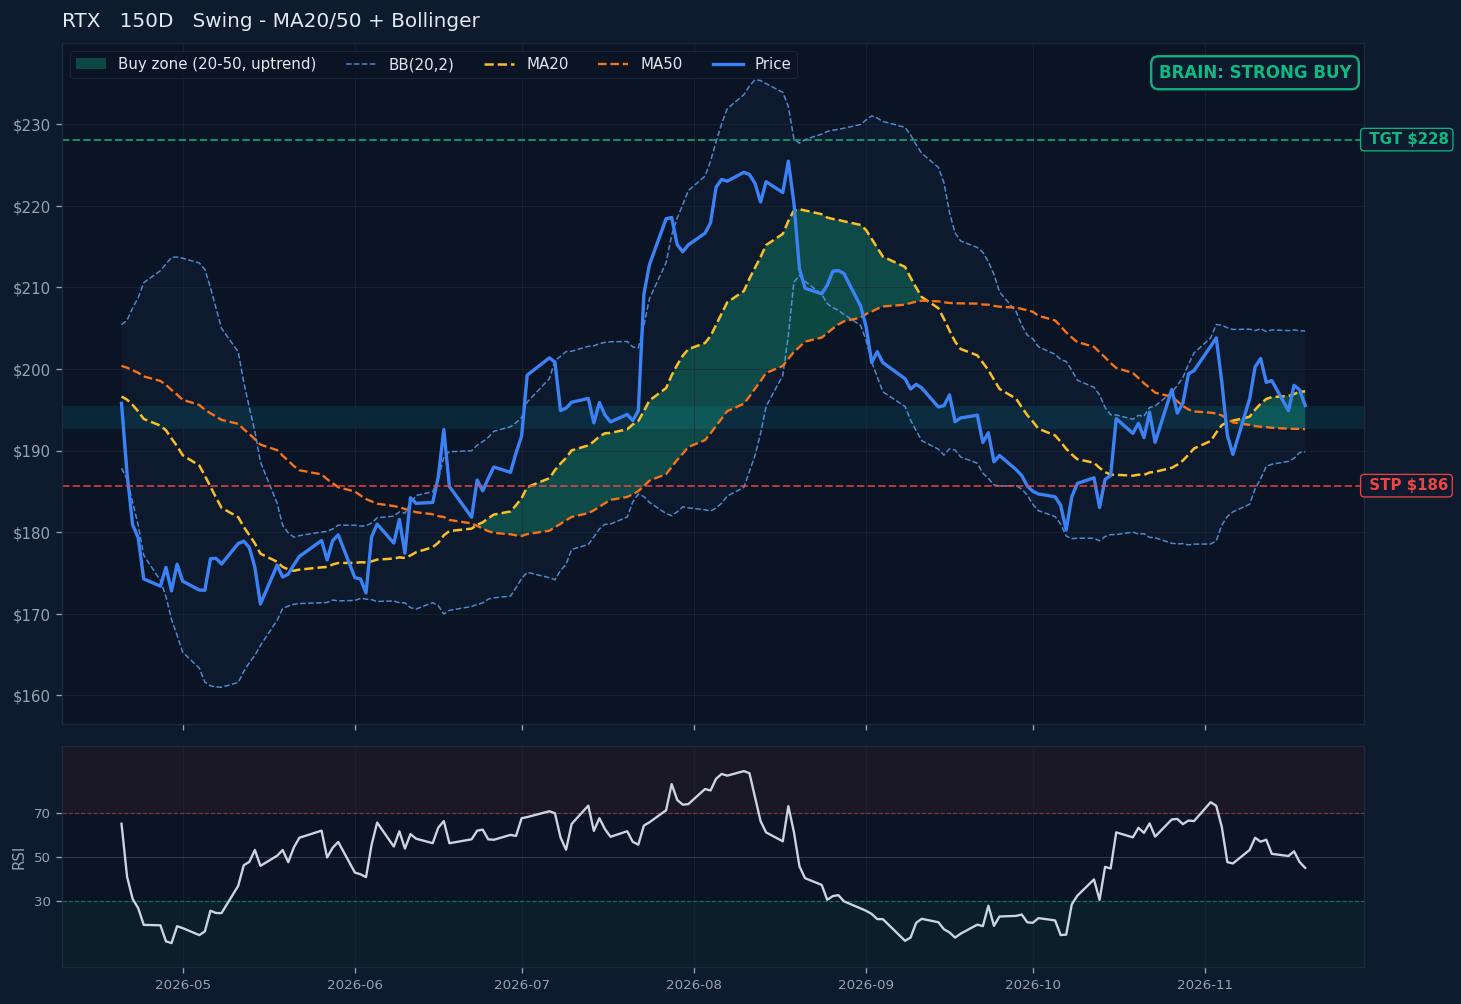 RTX   150D   Swing - MA20/50 + Bollinger
Buy zone (20-50, uptrend)   BB(20,2)   MA20   MA50   Price
BRAIN: STRONG BUY
$230
TGT $228
$220
$210
$200
$190
STP $186
$180
$170
$160
RSI
70
50
30
2026-05   2026-06   2026-07   2026-08   2026-09   2026-10   2026-11